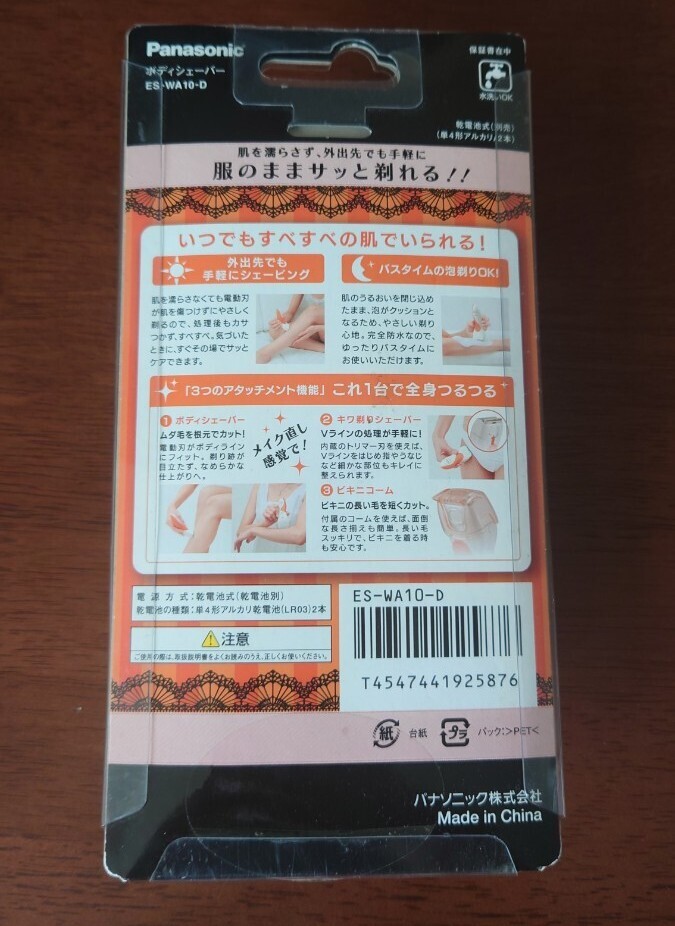 Panasonic
ボディシェーバー
ES-WA10-D
保証書在中
水洗いOK
乾電池式(別売)
(単4形アルカリ/2本)
肌を濡らさず、外出先でも手軽に
服のままサッと剃れる!!
いつでもすべすべの肌でいられる!
外出先でも
手軽にシェービング
肌を濡らさなくても電動刃
が肌を傷つけずにやさしく
剃るので、処理後もカサ
つかず、すべすべ。気づいた
ときに、すぐその場でサッと
ケアできます。
バスタイムの泡剃りOK!
肌のうるおいを閉じ込め
たまま、泡がクッションと
なるため、やさしい剃り
心地。完全防水なので、
ゆったりバスタイムに
お使いいただけます。
「3つのアタッチメント機能」これ1台で全身つるつる
1 ボディシェーバー
ムダ毛を根元でカット!
電動刃がボディライン
にフィット。剃り跡が
目立たず、なめらかな
仕上がりへ。
メイク直し
感覚で!
2 キワ剃りシェーバー
Vラインの処理が手軽に!
内蔵のトリマー刃を使えば、
Vラインをはじめ指やうなじ
など細かな部位もキレイに
整えられます。
3 ビキニコーム
ビキニの長い毛を短くカット。
付属のコームを使えば、面倒
な長さ揃えも簡単。長い毛
スッキリで、ビキニを着る時
も安心です。
電源方式:乾電池式(乾電池別)
乾電池の種類:単4形アルカリ乾電池(LR03)2本
注意
ご使用の際は、取扱説明書をよくお読みのうえ、正しくお使いください。
ES-WA10-D
T4547441925876
紙 台紙
プラ パック:>PET<
パナソニック株式会社
Made in China